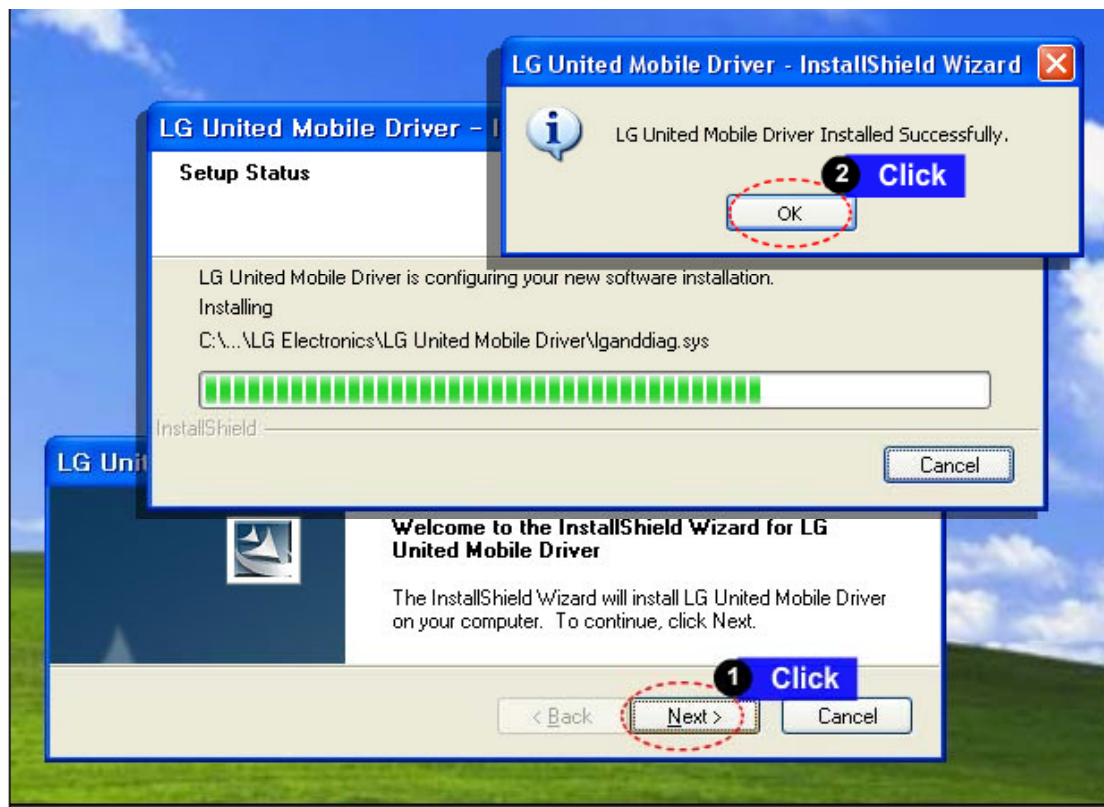 LG United Mobile Driver - InstallShield Wizard
LG United Mobile Driver Installed Successfully.
2 Click
OK
LG United Mobile Driver -
Setup Status
LG United Mobile Driver is configuring your new software installation.
Installing
C:\...\LG Electronics\LG United Mobile Driver\lganddiag.sys
InstallShield
Cancel
LG Unit
Welcome to the InstallShield Wizard for LG
United Mobile Driver
The InstallShield Wizard will install LG United Mobile Driver
on your computer. To continue, click Next.
1 Click
< Back
Next >
Cancel